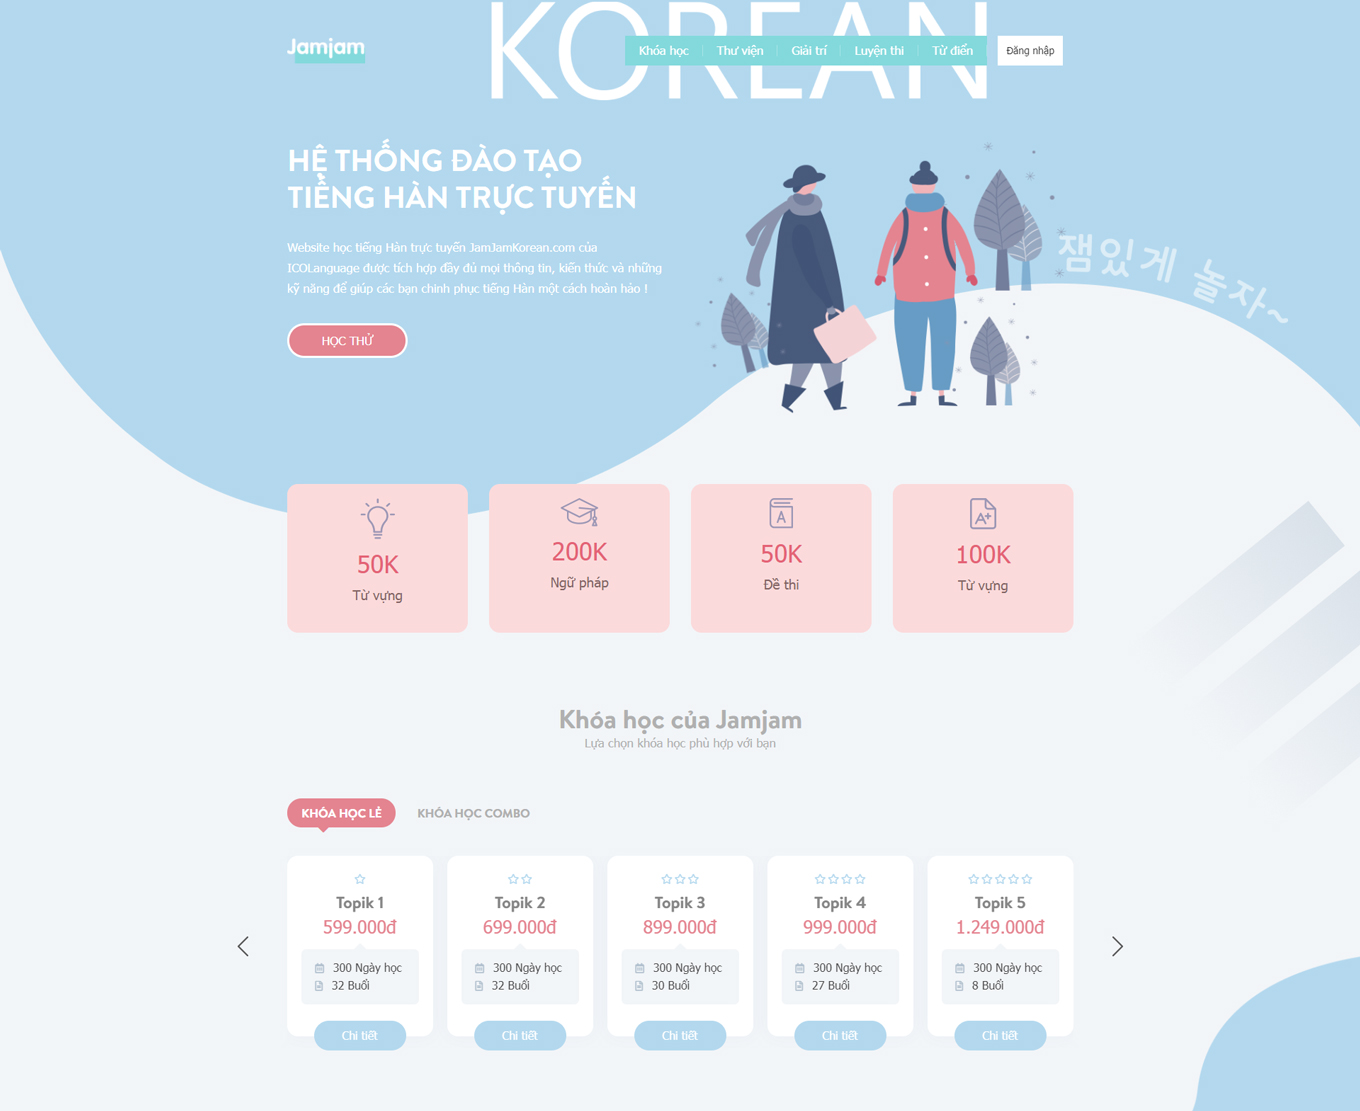 KOREAN
Jamjam
Khóa học
Thư viện
Giải trí
Luyện thi
Từ điển
Đăng nhập
HỆ THỐNG ĐÀO TẠO
TIẾNG HÀN TRỰC TUYẾN
Website học tiếng Hàn trực tuyến JamJamKorean.com của
ICOLanguage được tích hợp đầy đủ mọi thông tin, kiến thức và những
kỹ năng để giúp các bạn chinh phục tiếng Hàn một cách hoàn hảo !
HỌC THỬ
잼있게 놀자~
50K
Từ vựng
200K
Ngữ pháp
A
50K
Đề thi
A+
100K
Từ vựng
Khóa học của Jamjam
Lựa chọn khóa học phù hợp với bạn
KHÓA HỌC LẺ
KHÓA HỌC COMBO
Topik 1
599.000đ
300 Ngày học
32 Buổi
Chi tiết
Topik 2
699.000đ
300 Ngày học
32 Buổi
Chi tiết
Topik 3
899.000đ
300 Ngày học
30 Buổi
Chi tiết
Topik 4
999.000đ
300 Ngày học
27 Buổi
Chi tiết
Topik 5
1.249.000đ
300 Ngày học
8 Buổi
Chi tiết